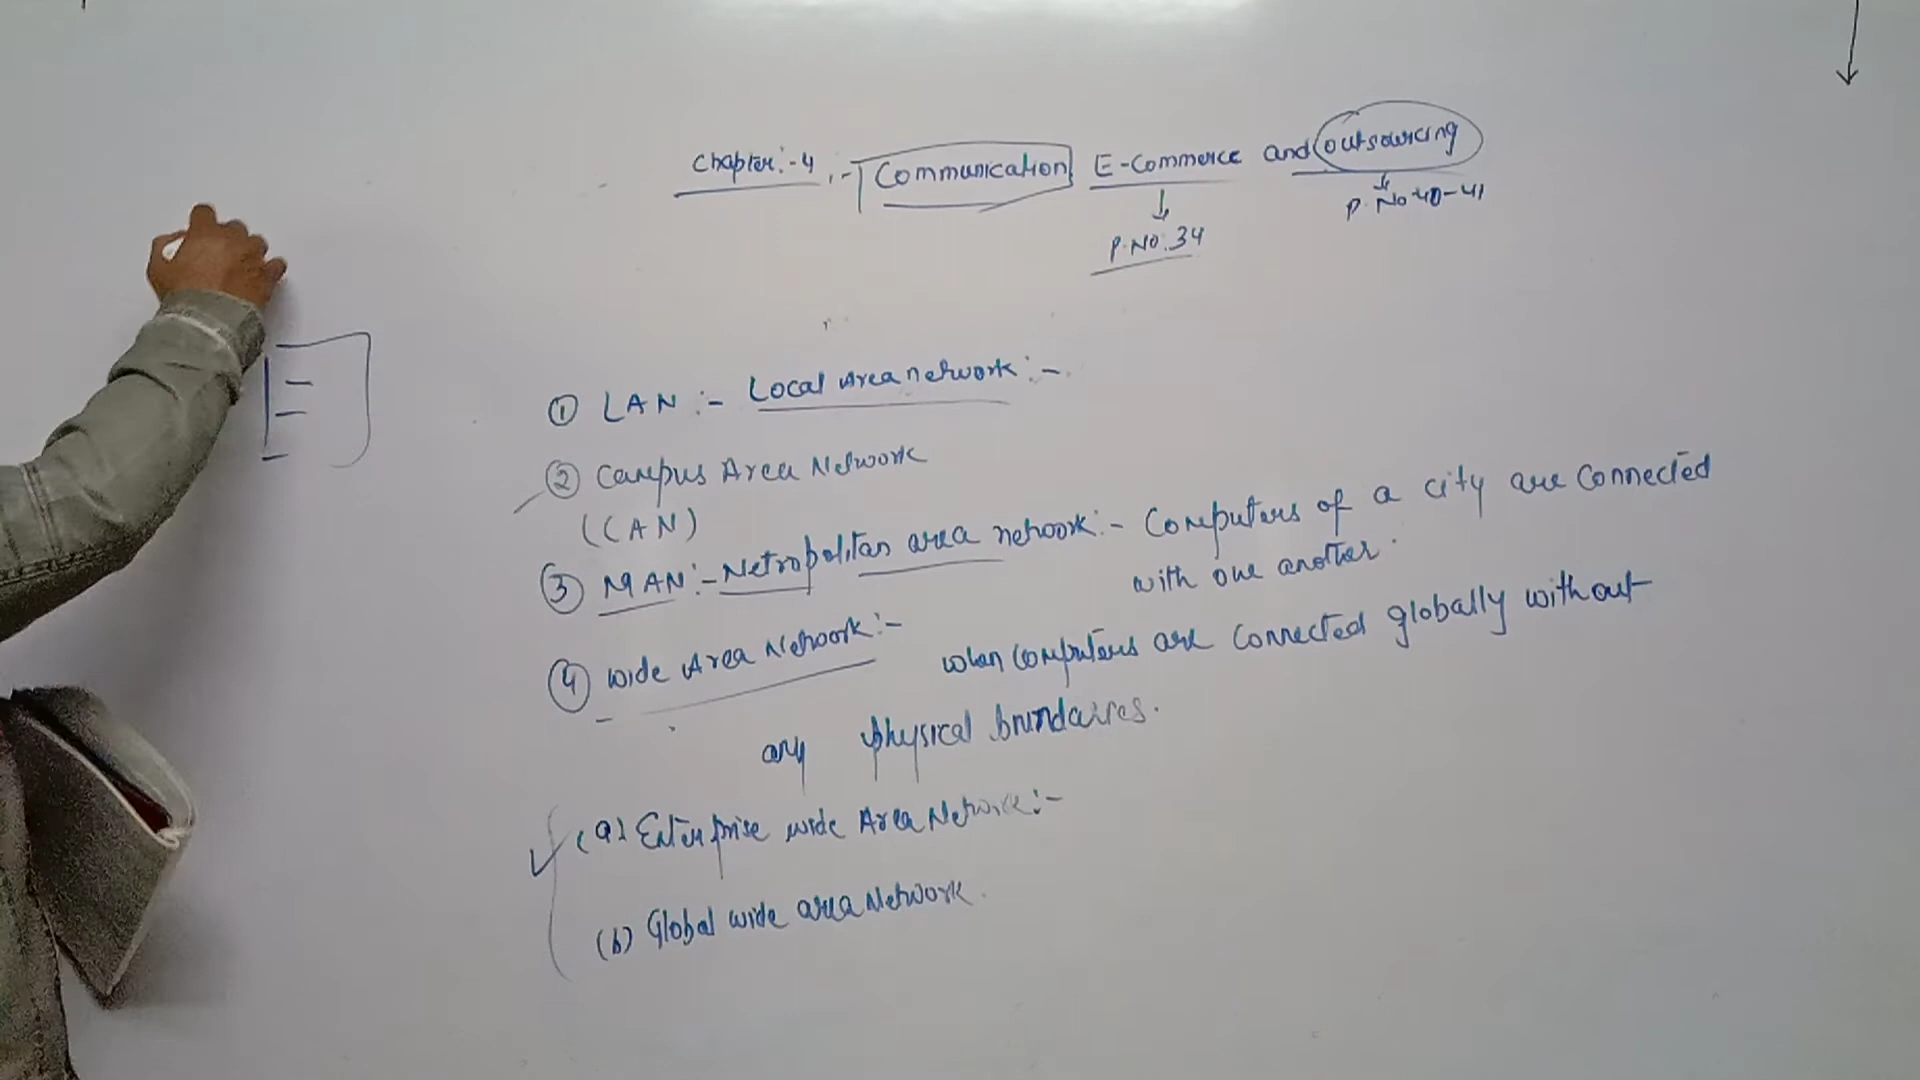 Chapter:-4 :- Communication E-Commerce and outsourcing
P.No.34
P.No 40-41
① LAN :- Local Area network :-
② Campus Area Network
(CAN)
③ MAN:- Metropolitan area network:- Computers of a city are connected
with one another.
④ Wide Area Network:- when computers are connected globally without
any physical boundaires.
(a) Enterprise wide Area Network:-
(b) Global wide area Network.